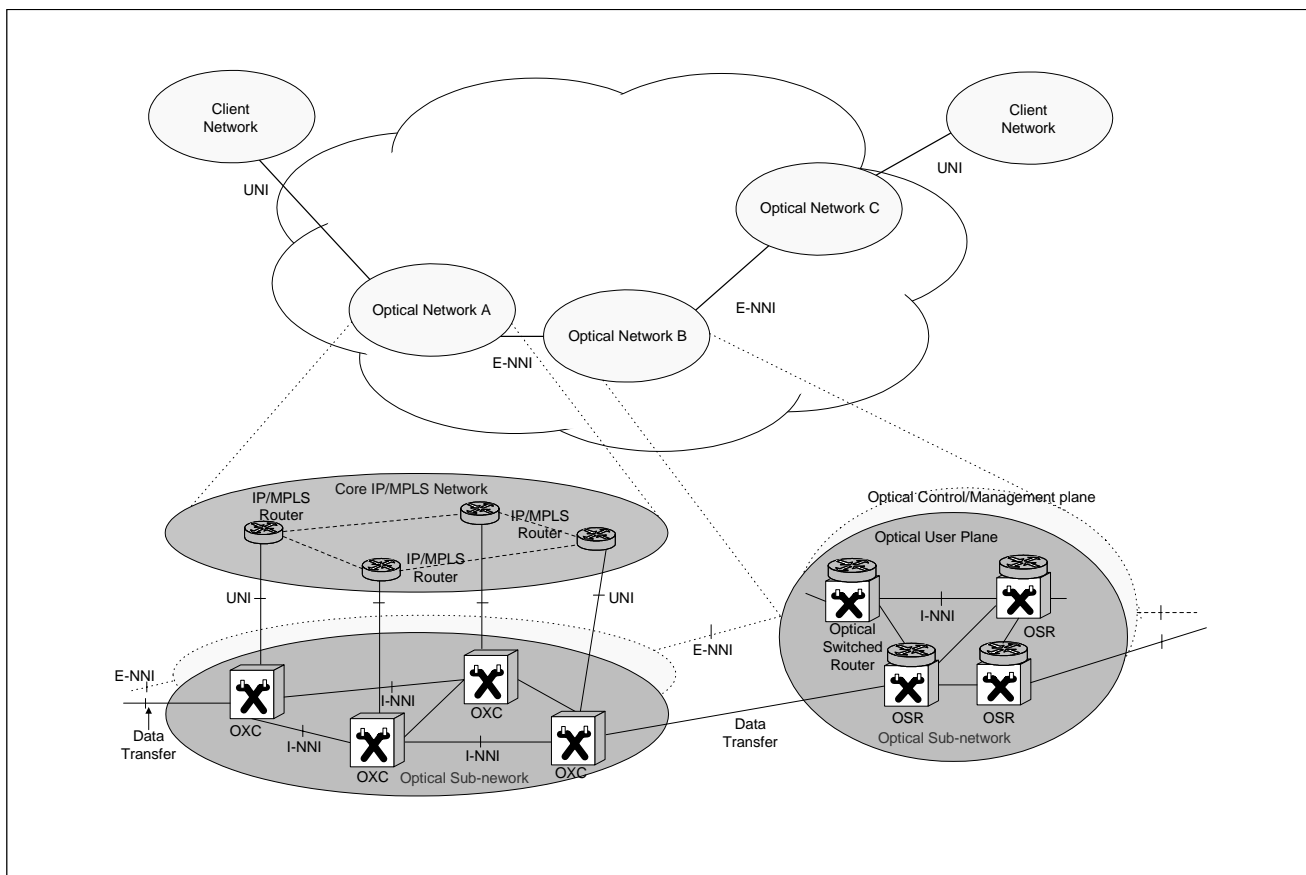 Client
Network
Client
Network
UNI
UNI
Optical Network C
Optical Network A
Optical Network B
E-NNI
E-NNI
Core IP/MPLS Network
IP/MPLS
Router
IP/MPLS
Router
IP/MPLS
Router
Optical Control/Management plane
Optical User Plane
UNI
UNI
I-NNI
Optical
Switched
Router
OSR
E-NNI
E-NNI
I-NNI
OXC
OXC
I-NNI
I-NNI
OSR
OSR
Data
Transfer
Data
Transfer
OXC
OXC
Optical Sub-nework
Optical Sub-network